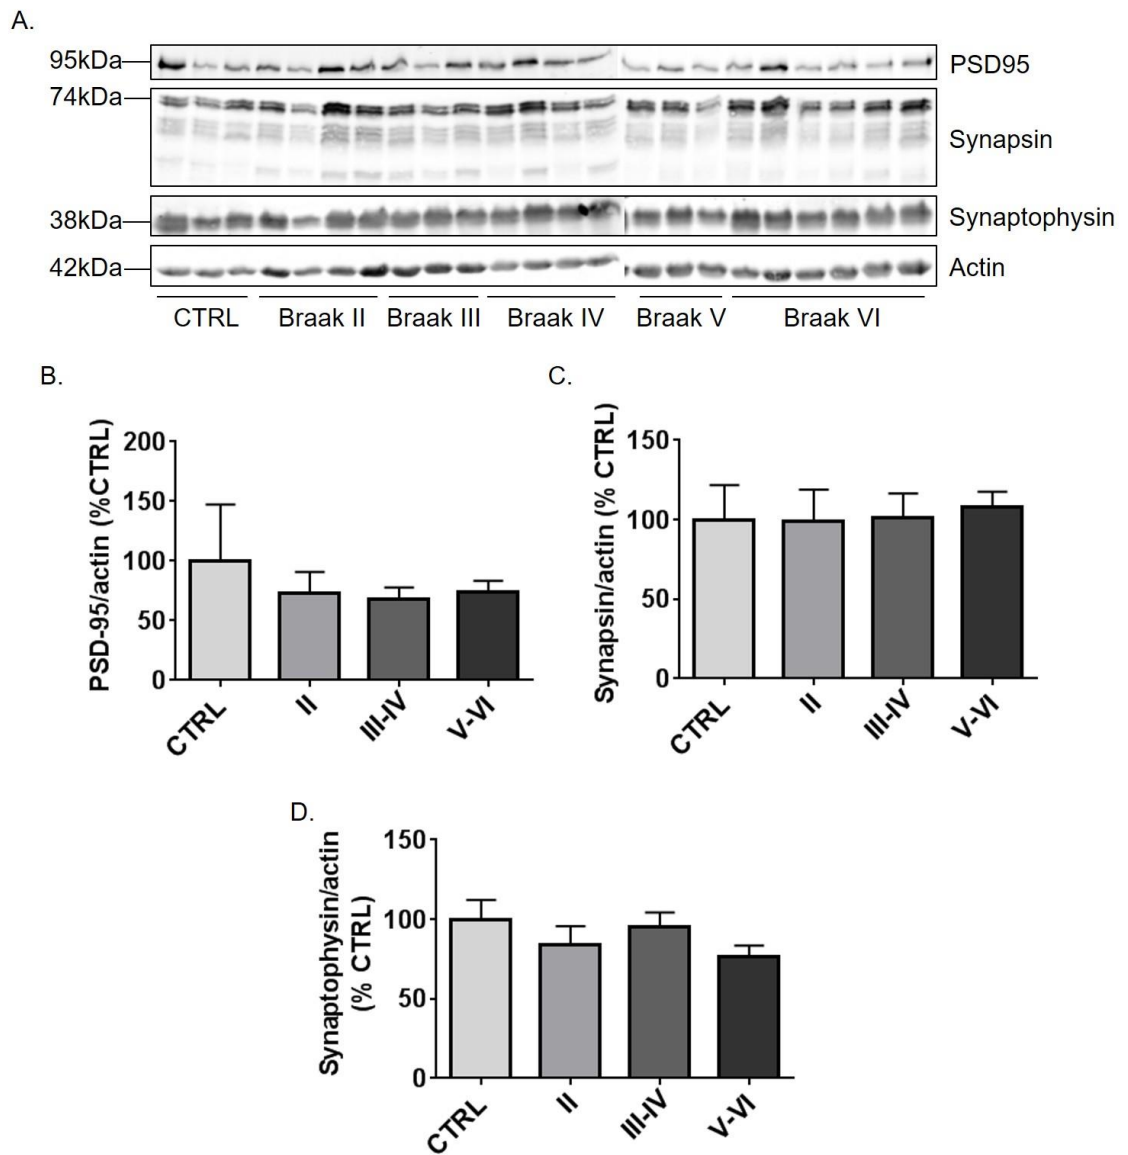 A.
95kDa
PSD95
74kDa
Synapsin
38kDa
Synaptophysin
42kDa
Actin
CTRL Braak II Braak III Braak IV Braak V Braak VI
B.
PSD-95/actin (%CTRL)
200
150
100
50
0
CTRL II III-IV V-VI
C.
Synapsin/actin (% CTRL)
150
100
50
0
CTRL II III-IV V-VI
D.
Synaptophysin/actin
(% CTRL)
150
100
50
0
CTRL II III-IV V-VI